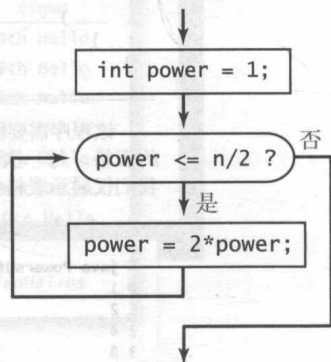 int power = 1;
power <= n/2 ?
否
是
power = 2*power;